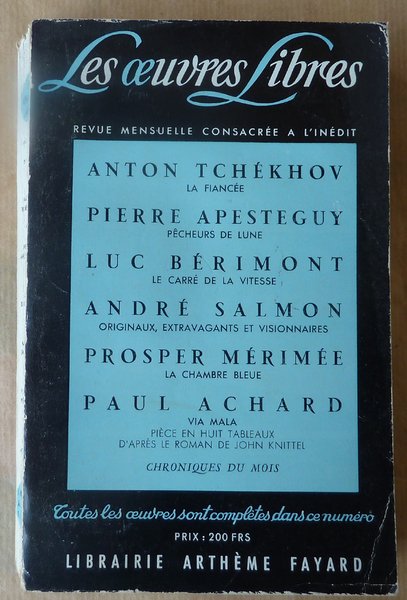 Les œuvres Libres
REVUE MENSUELLE CONSACRÉE A L'INÉDIT
ANTON TCHÉKHOV
LA FIANCÉE
PIERRE APESTEGUY
PÊCHEURS DE LUNE
LUC BÉRIMONT
LE CARRÉ DE LA VITESSE
ANDRÉ SALMON
ORIGINAUX, EXTRAVAGANTS ET VISIONNAIRES
PROSPER MÉRIMÉE
LA CHAMBRE BLEUE
PAUL ACHARD
VIA MALA
PIÈCE EN HUIT TABLEAUX
D'APRÈS LE ROMAN DE JOHN KNITTEL
CHRONIQUES DU MOIS
Toutes les œuvres sont complètes dans ce numéro
PRIX : 200 FRS
LIBRAIRIE ARTHÈME FAYARD